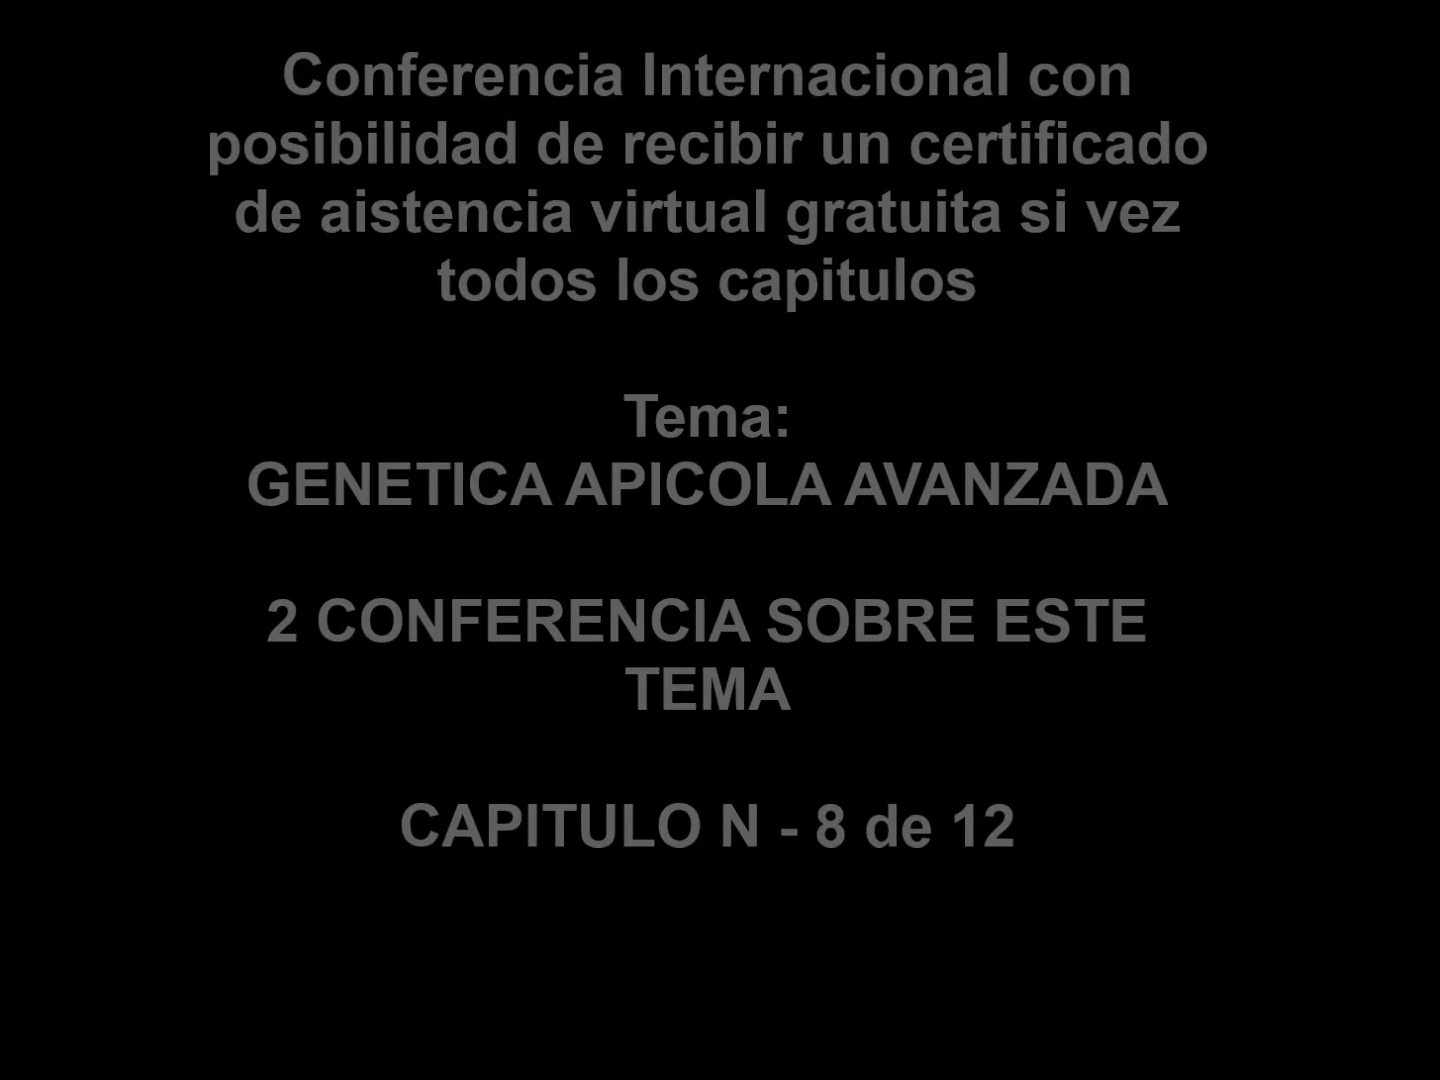 Conferencia Internacional con
posibilidad de recibir un certificado
de aistencia virtual gratuita si vez
todos los capitulos
Tema:
GENETICA APICOLA AVANZADA
2 CONFERENCIA SOBRE ESTE
TEMA
CAPITULO N - 8 de 12